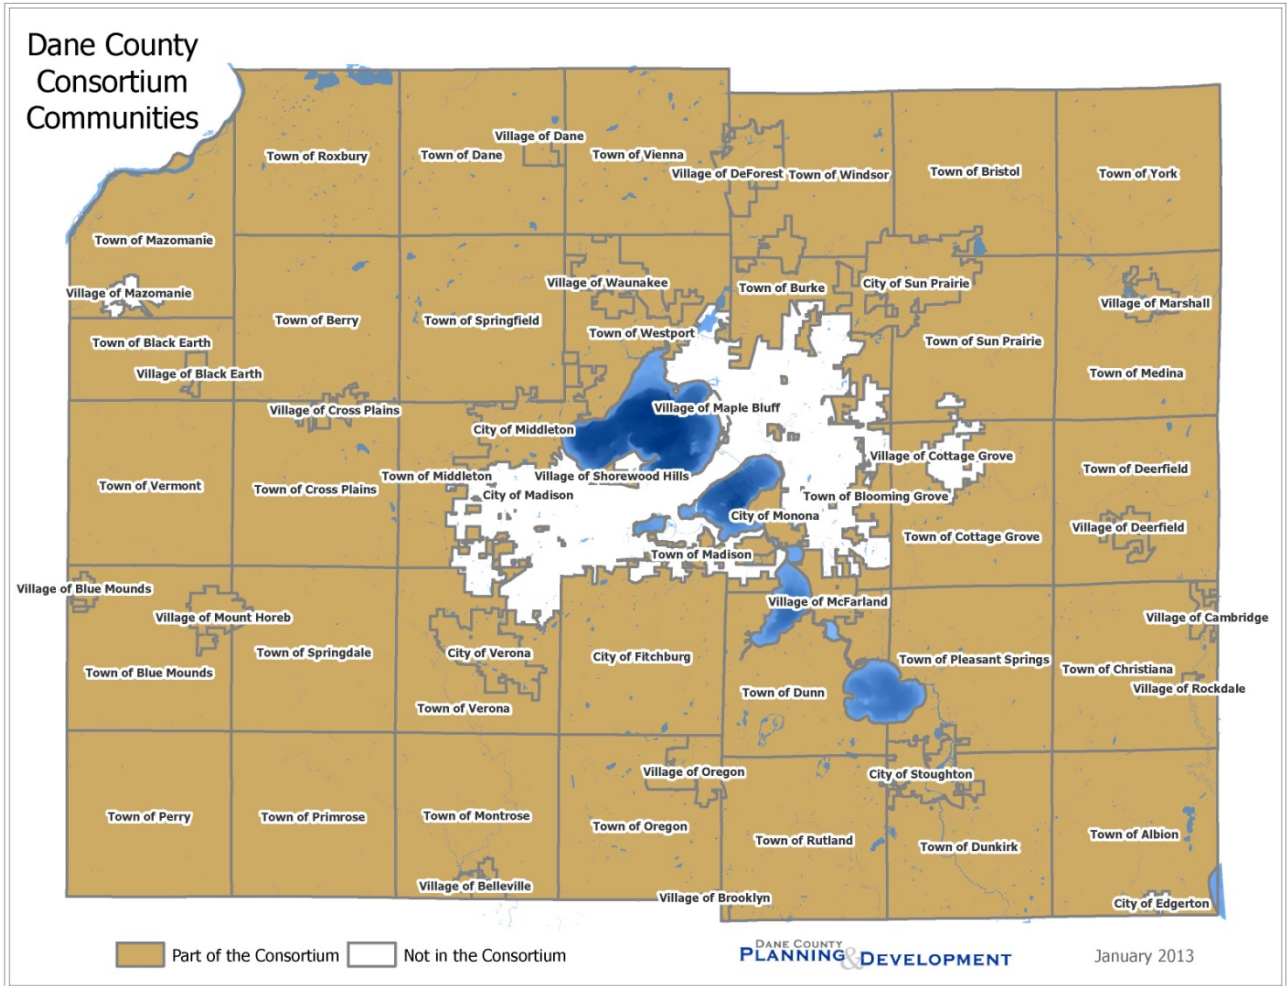 Dane County
Consortium
Communities
Village of Dane
Town of Roxbury
Town of Dane
Town of Vienna
Village of DeForest
Town of Windsor
Town of Bristol
Town of York
Town of Mazomanie
Village of Mazomanie
Village of Waunakee
Town of Burke
City of Sun Prairie
Village of Marshall
Town of Berry
Town of Springfield
Town of Westport
Town of Black Earth
Town of Sun Prairie
Village of Black Earth
Town of Medina
Village of Cross Plains
Village of Maple Bluff
City of Middleton
Village of Cottage Grove
Town of Deerfield
Town of Middleton
Village of Shorewood Hills
Town of Vermont
Town of Cross Plains
City of Madison
Town of Blooming Grove
City of Monona
Village of Deerfield
Town of Cottage Grove
Town of Madison
Village of Blue Mounds
Village of McFarland
Village of Mount Horeb
Village of Cambridge
Town of Springdale
City of Verona
City of Fitchburg
Town of Pleasant Springs
Town of Blue Mounds
Town of Christiana
Village of Rockdale
Town of Dunn
Town of Verona
Village of Oregon
City of Stoughton
Town of Perry
Town of Primrose
Town of Montrose
Town of Oregon
Town of Rutland
Town of Dunkirk
Town of Albion
Village of Belleville
Village of Brooklyn
City of Edgerton
Part of the Consortium
Not in the Consortium
DANE COUNTY
PLANNING & DEVELOPMENT
January 2013